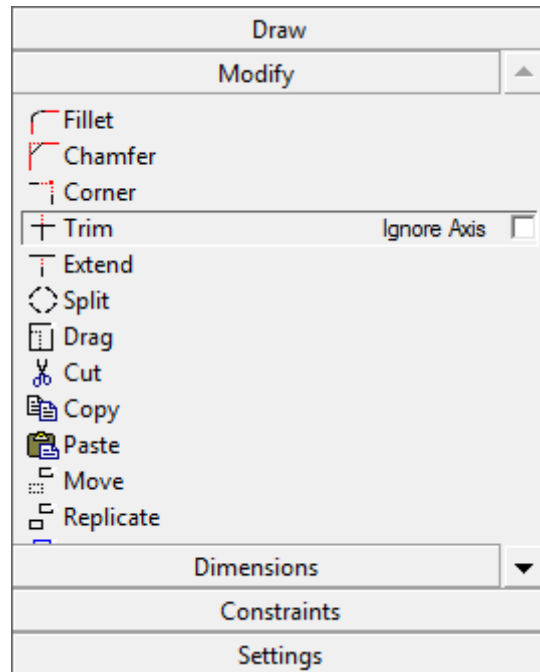 Draw
Modify
Fillet
Chamfer
Corner
Trim Ignore Axis
Extend
Split
Drag
Cut
Copy
Paste
Move
Replicate
Dimensions
Constraints
Settings